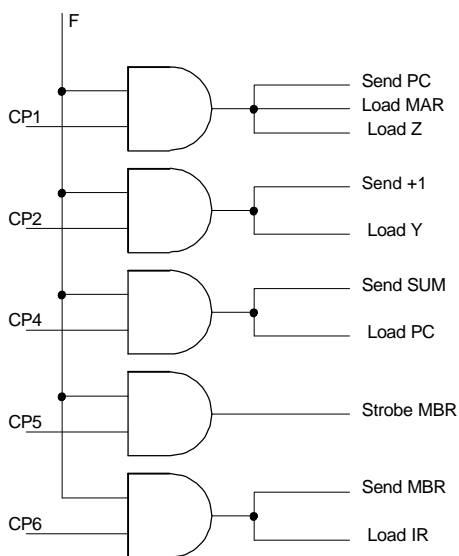 F
Send PC
Load MAR
CP1
Load Z
Send +1
CP2
Load Y
Send SUM
CP4
Load PC
Strobe MBR
CP5
Send MBR
CP6
Load IR